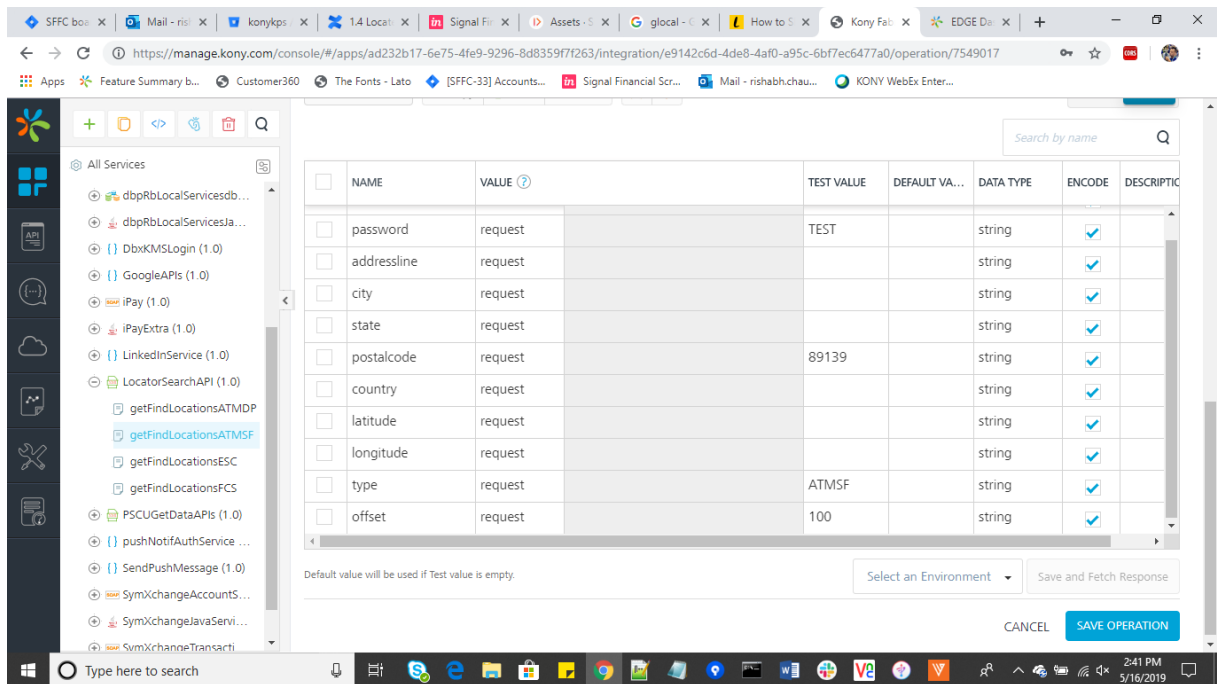 SFFC boa
Mail - rish
konykps /
1.4 Locati
Signal Fin
Assets · S
glocal - G
How to S
Kony Fab
EDGE Da
https://manage.kony.com/console/#/apps/ad232b17-6e75-4fe9-9296-8d8359f7f263/integration/e9142c6d-4de8-4af0-a95c-6bf7ec6477a0/operation/7549017
CORS
Apps
Feature Summary b...
Customer360
The Fonts - Lato
[SFFC-33] Accounts...
Signal Financial Scr...
Mail - rishabh.chau...
KONY WebEx Enter...
Search by name
All Services
dbpRbLocalServicesdb...
dbpRbLocalServicesJa...
DbxKMSLogin (1.0)
GoogleAPIs (1.0)
iPay (1.0)
iPayExtra (1.0)
LinkedInService (1.0)
LocatorSearchAPI (1.0)
getFindLocationsATMDP
getFindLocationsATMSF
getFindLocationsESC
getFindLocationsFCS
PSCUGetDataAPIs (1.0)
pushNotifAuthService ...
SendPushMessage (1.0)
SymXchangeAccountS...
SymXchangeJavaServi...
SymXchangeTransacti
API
NAME VALUE TEST VALUE DEFAULT VA... DATA TYPE ENCODE DESCRIPTIO
password request TEST string
addressline request string
city request string
state request string
postalcode request 89139 string
country request string
latitude request string
longitude request string
type request ATMSF string
offset request 100 string
Default value will be used if Test value is empty.
Select an Environment
Save and Fetch Response
CANCEL
SAVE OPERATION
Type here to search
2:41 PM
5/16/2019